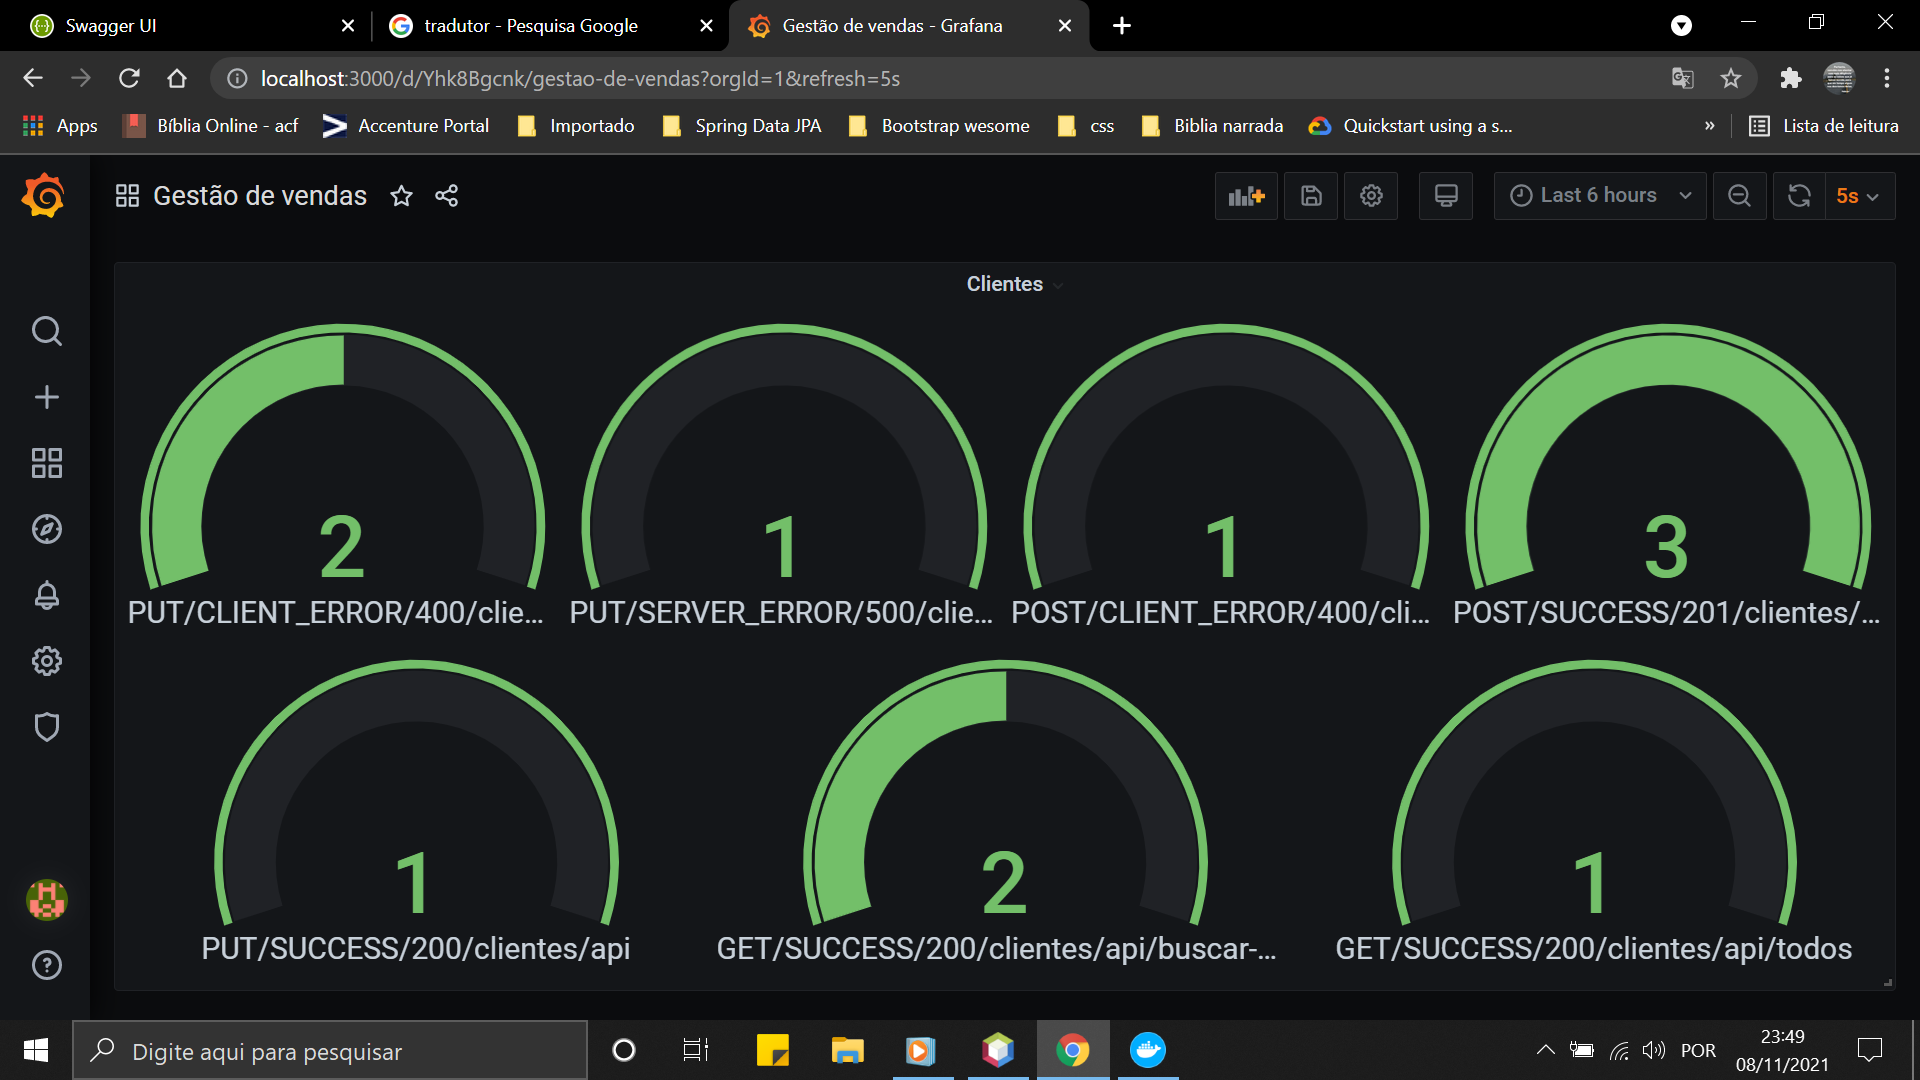 Swagger UI
tradutor - Pesquisa Google
Gestão de vendas - Grafana
localhost:3000/d/Yhk8Bgcnk/gestao-de-vendas?orgId=1&refresh=5s
Apps
Bíblia Online - acf
Accenture Portal
Importado
Spring Data JPA
Bootstrap wesome
css
Biblia narrada
Quickstart using a s...
»
Lista de leitura
Gestão de vendas
Last 6 hours
5s
Clientes
2
PUT/CLIENT_ERROR/400/clie...
1
PUT/SERVER_ERROR/500/clie...
1
POST/CLIENT_ERROR/400/cli...
3
POST/SUCCESS/201/clientes/...
1
PUT/SUCCESS/200/clientes/api
2
GET/SUCCESS/200/clientes/api/buscar-...
1
GET/SUCCESS/200/clientes/api/todos
Digite aqui para pesquisar
POR
23:49
08/11/2021